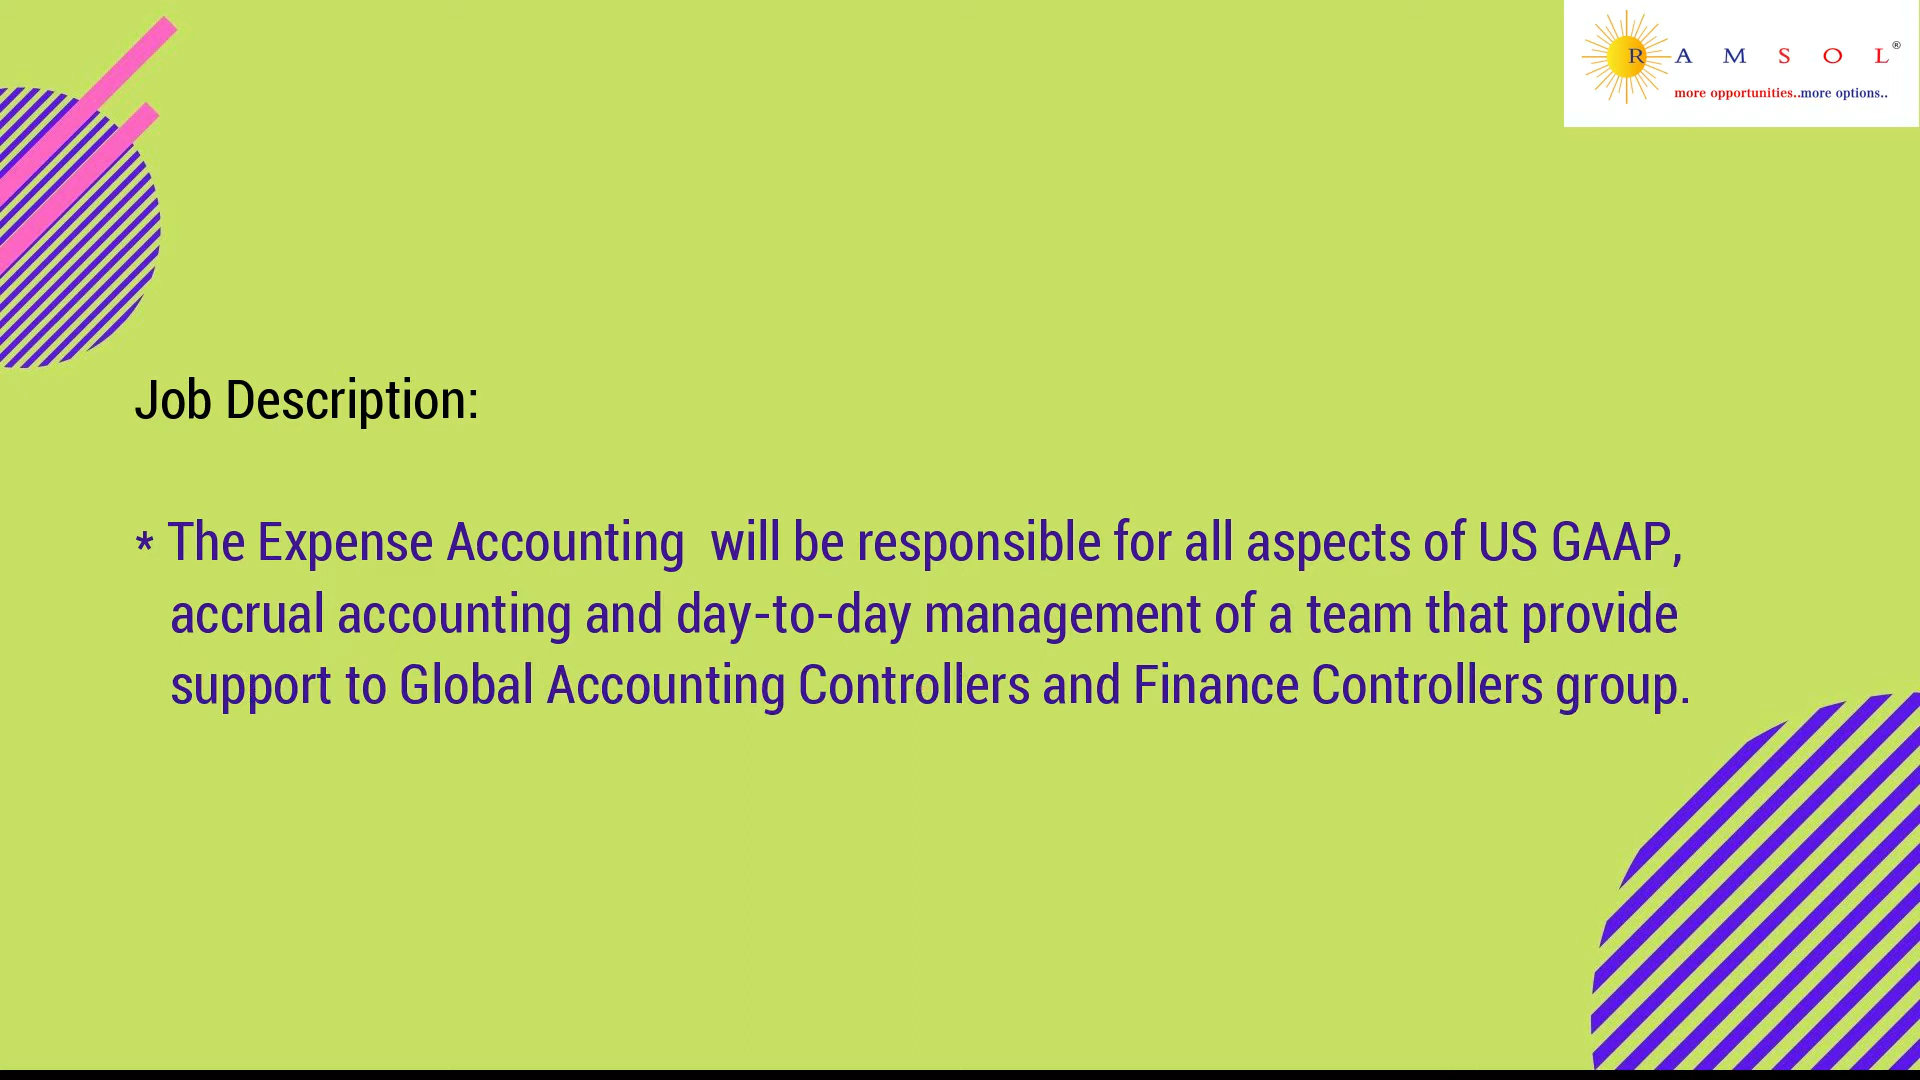 R A M S O L ®
more opportunities..more options..
Job Description:
* The Expense Accounting  will be responsible for all aspects of US GAAP,
accrual accounting and day-to-day management of a team that provide
support to Global Accounting Controllers and Finance Controllers group.